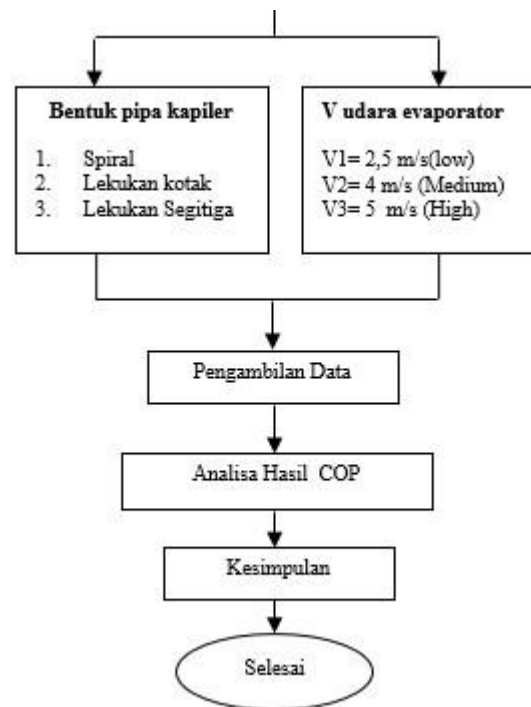 Bentuk pipa kapiler
1. Spiral
2. Lekukan kotak
3. Lekukan Segitiga
V udara evaporator
V1= 2,5 m/s(low)
V2= 4 m/s (Medium)
V3= 5 m/s (High)
Pengambilan Data
Analisa Hasil COP
Kesimpulan
Selesai